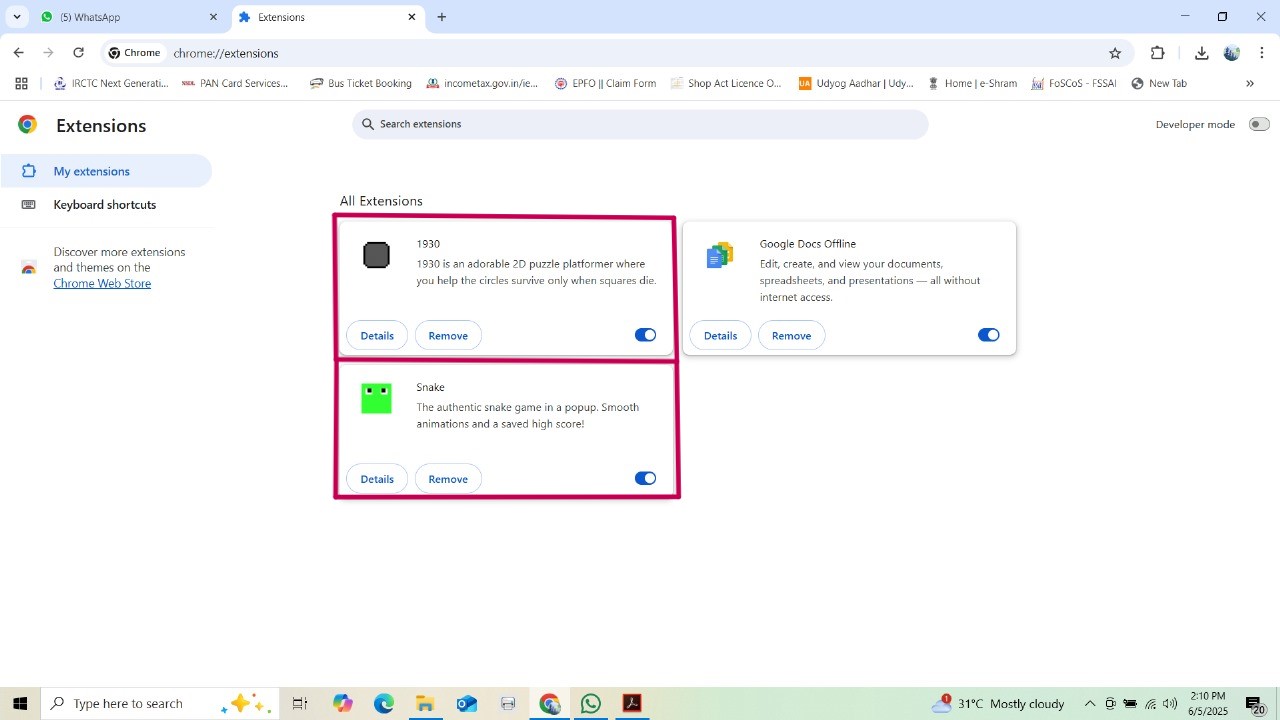 (5) WhatsApp
Extensions
Chrome
chrome://extensions
IRCTC Next Generati...
NSDL
PAN Card Services...
Bus Ticket Booking
incometax.gov.in/ie...
EPFO || Claim Form
Shop Act Licence O...
UA
Udyog Aadhar | Udy...
Home | e-Shram
FoSCoS - FSSAI
New Tab
»
Extensions
Search extensions
Developer mode
My extensions
Keyboard shortcuts
Discover more extensions
and themes on the
Chrome Web Store
All Extensions
1930
1930 is an adorable 2D puzzle platformer where
you help the circles survive only when squares die.
Details
Remove
Google Docs Offline
Edit, create, and view your documents,
spreadsheets, and presentations — all without
internet access.
Details
Remove
Snake
The authentic snake game in a popup. Smooth
animations and a saved high score!
Details
Remove
Type here to search
1
31°C Mostly cloudy
2:10 PM
6/5/2025
20